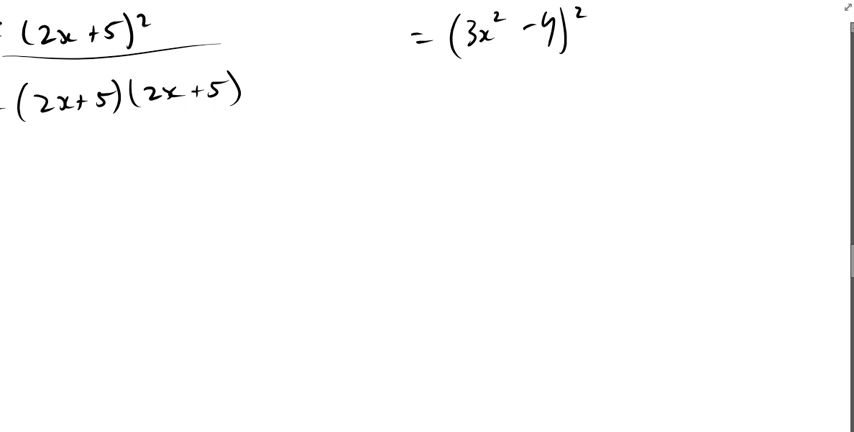 = (2x + 5)²
= (2x + 5)(2x + 5)
= (3x² - 4)²